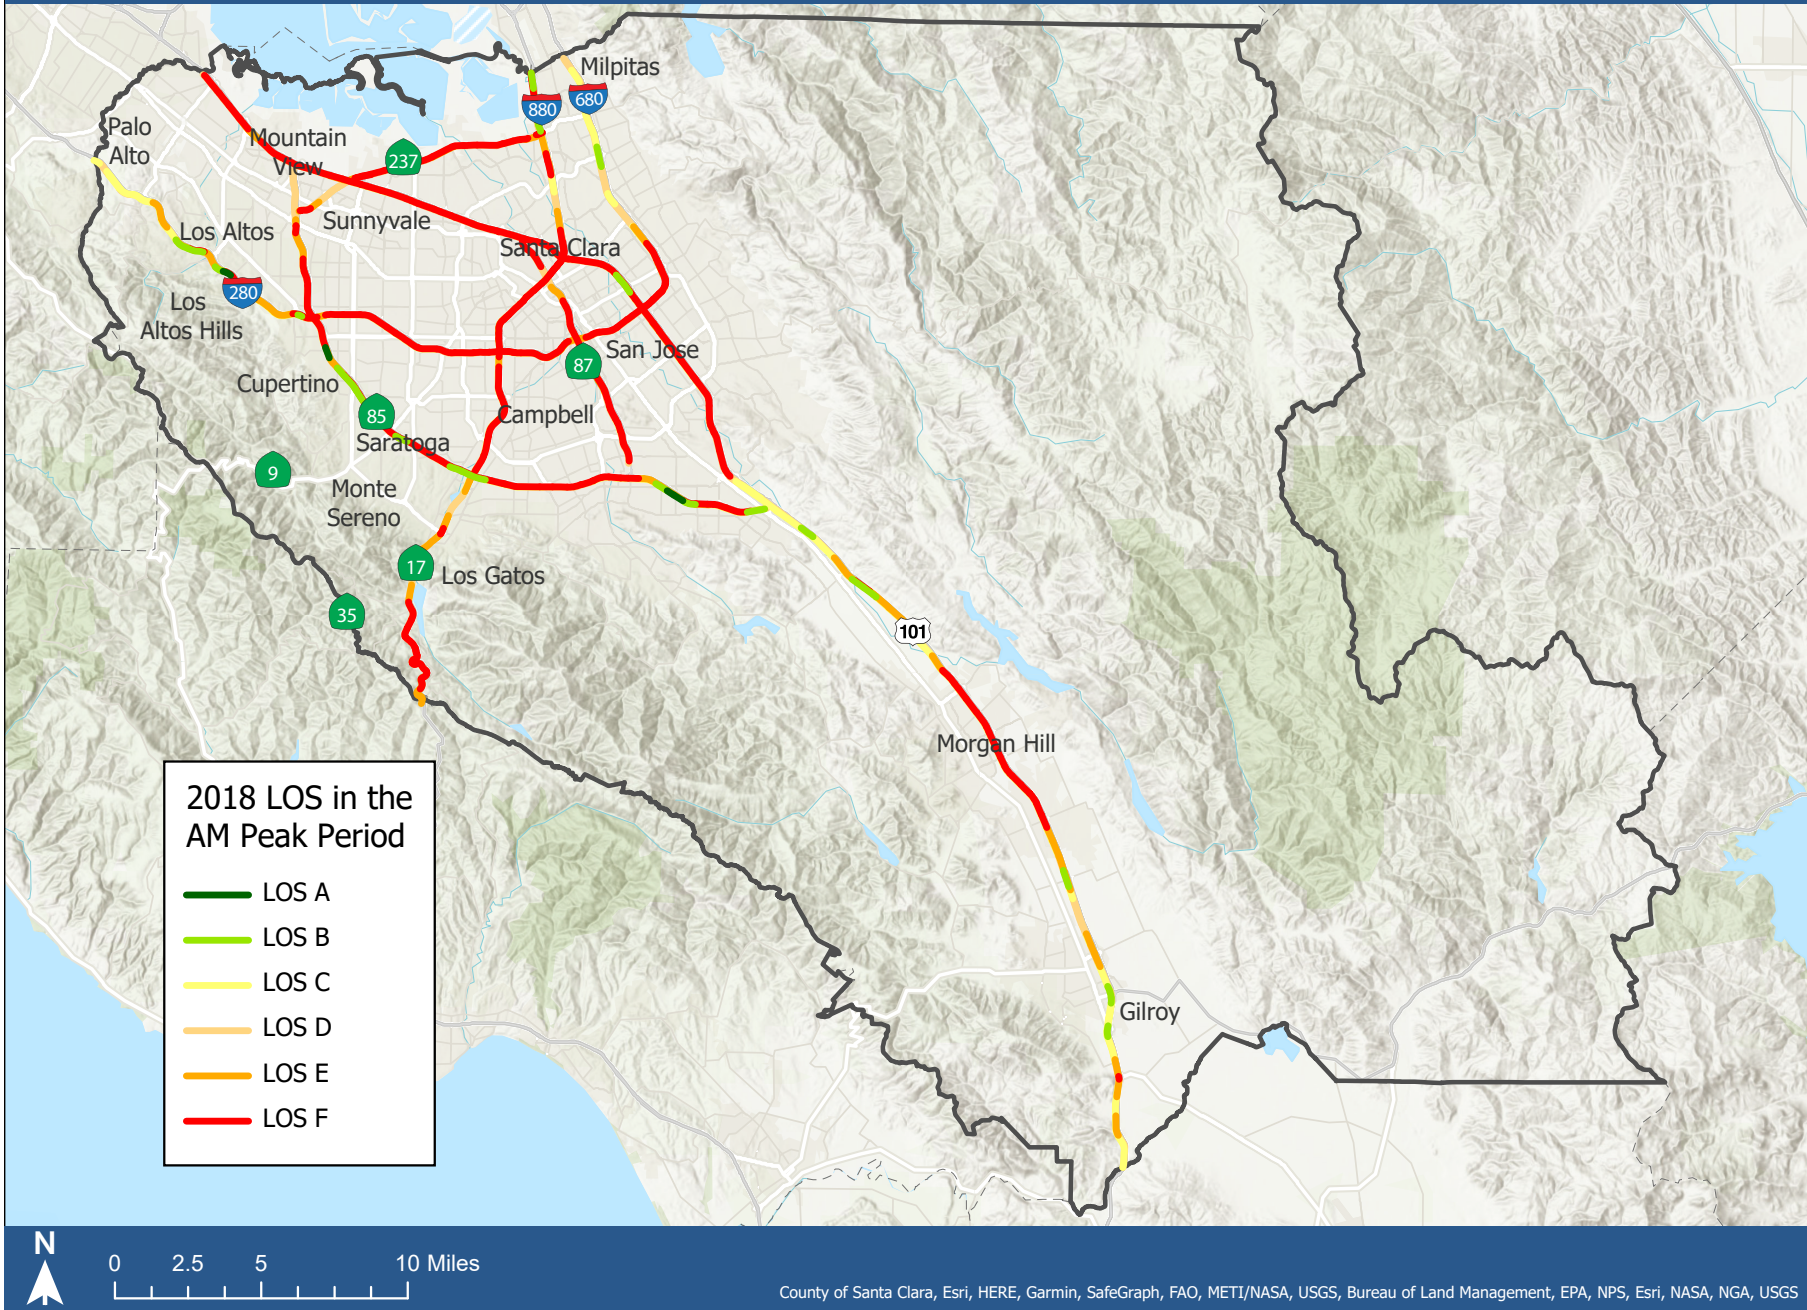 Milpitas
880
680
Palo
Alto
Mountain
View
237
Sunnyvale
Los Altos
Santa Clara
280
Los
Altos Hills
San Jose
87
Cupertino
85
Campbell
Saratoga
9
Monte
Sereno
17
Los Gatos
35
101
Morgan Hill
Gilroy
2018 LOS in the
AM Peak Period
LOS A
LOS B
LOS C
LOS D
LOS E
LOS F
N
0 2.5 5 10 Miles
County of Santa Clara, Esri, HERE, Garmin, SafeGraph, FAO, METI/NASA, USGS, Bureau of Land Management, EPA, NPS, Esri, NASA, NGA, USGS